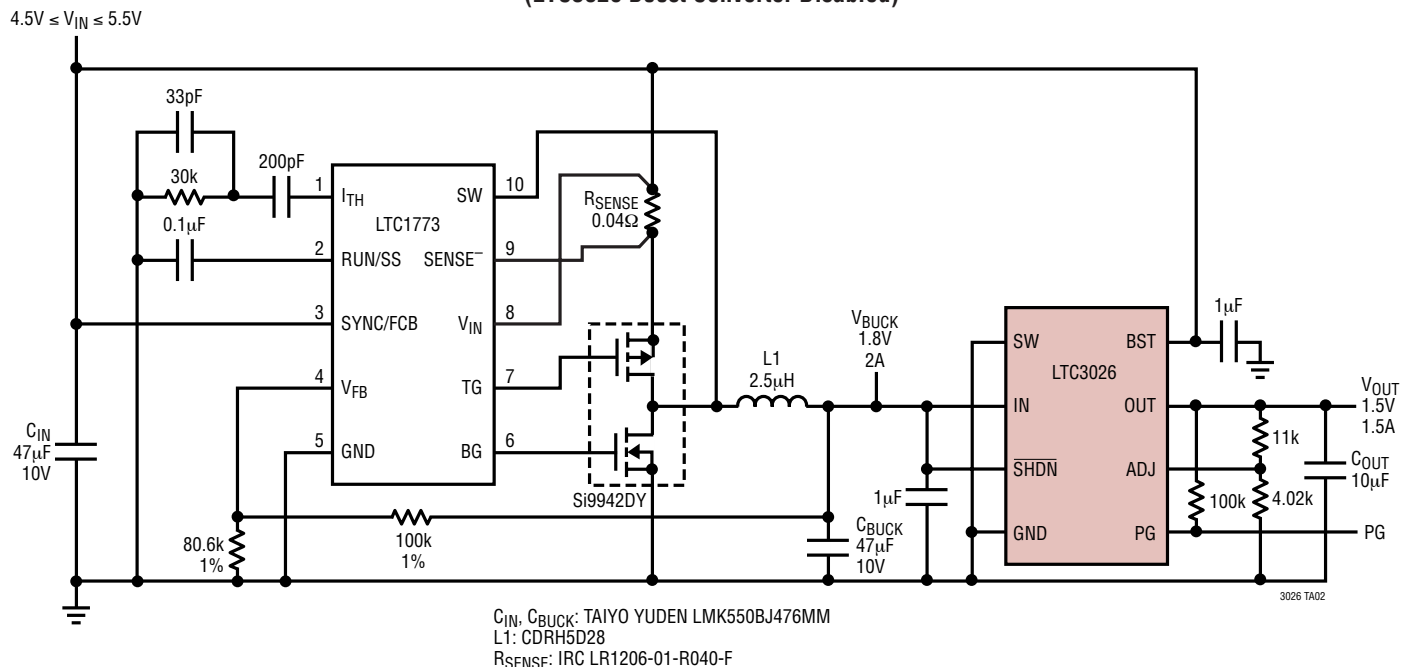 4.5V ≤ VIN ≤ 5.5V
33pF
30k
200pF
0.1µF
1
ITH
2
RUN/SS
3
SYNC/FCB
4
VFB
5
GND
LTC1773
SW
10
SENSE–
9
VIN
8
TG
7
BG
6
RSENSE
0.04Ω
Si9942DY
CIN
47µF
10V
80.6k
1%
100k
1%
L1
2.5µH
VBUCK
1.8V
2A
1µF
CBUCK
47µF
10V
SW
IN
SHDN
GND
LTC3026
BST
OUT
ADJ
PG
1µF
11k
4.02k
100k
VOUT
1.5V
1.5A
COUT
10µF
PG
3026 TA02
CIN, CBUCK: TAIYO YUDEN LMK550BJ476MM
L1: CDRH5D28
RSENSE: IRC LR1206-01-R040-F